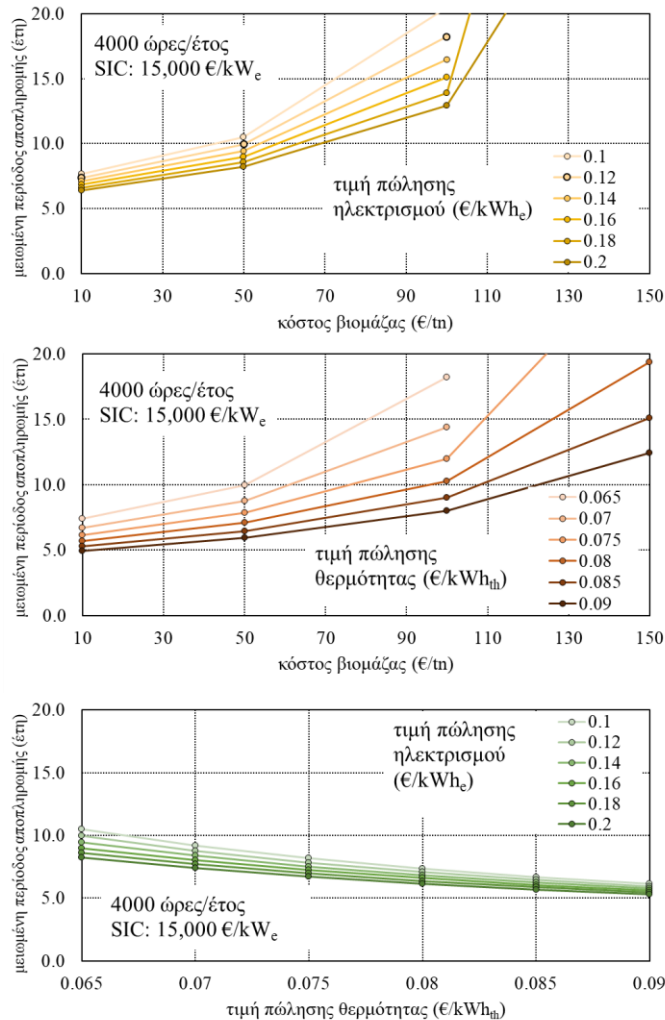 μειωμένη περίοδος αποπληρωμής (έτη)
20.0
15.0
10.0
5.0
0.0
4000 ώρες/έτος
SIC: 15,000 €/kWe
τιμή πώλησης
ηλεκτρισμού (€/kWhe)
0.1
0.12
0.14
0.16
0.18
0.2
10 30 50 70 90 110 130 150
κόστος βιομάζας (€/tn)
μειωμένη περίοδος αποπληρωμής (έτη)
20.0
15.0
10.0
5.0
0.0
4000 ώρες/έτος
SIC: 15,000 €/kWe
τιμή πώλησης
θερμότητας (€/kWhth)
0.065
0.07
0.075
0.08
0.085
0.09
10 30 50 70 90 110 130 150
κόστος βιομάζας (€/tn)
μειωμένη περίοδος αποπληρωμής (έτη)
20.0
15.0
10.0
5.0
0.0
τιμή πώλησης
ηλεκτρισμού
(€/kWhe)
0.1
0.12
0.14
0.16
0.18
0.2
4000 ώρες/έτος
SIC: 15,000 €/kWe
0.065 0.07 0.075 0.08 0.085 0.09
τιμή πώλησης θερμότητας (€/kWhth)